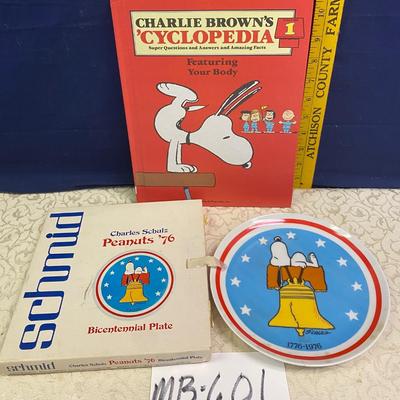 CHARLIE BROWN'S
'CYCLOPEDIA
1
Super Questions and Answers and Amazing Facts
Featuring
Your Body
ATCHISON COUNTY FARM
schmid
Charles Schulz
Peanuts '76
Bicentennial Plate
schmid
Charles Schulz Peanuts '76 Bicentennial Plate
1776-1976
MB-601